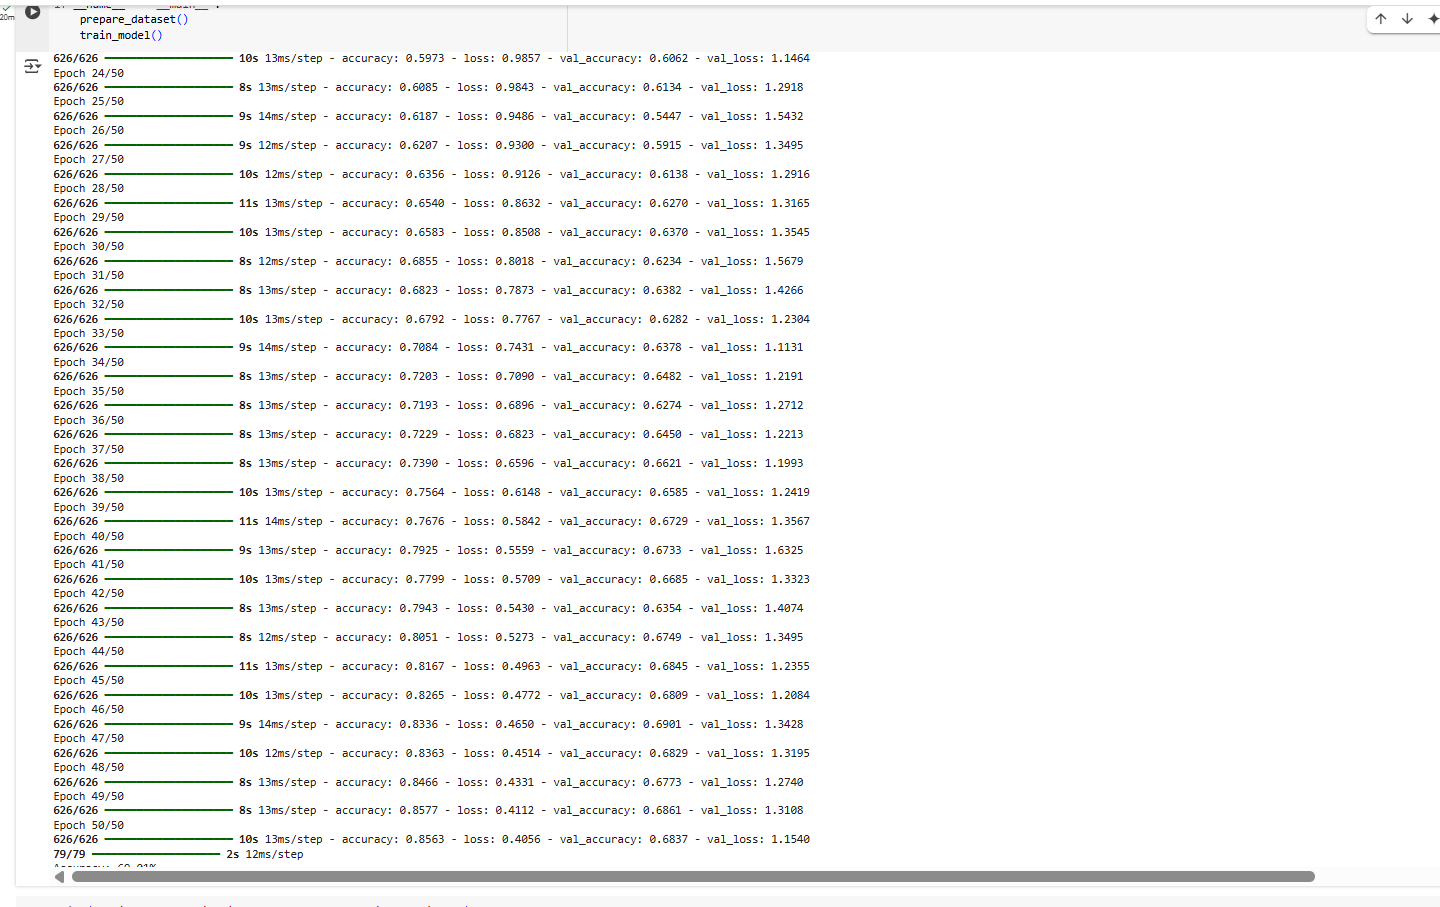 20m
prepare_dataset()
train_model()
626/626 10s 13ms/step - accuracy: 0.5973 - loss: 0.9857 - val_accuracy: 0.6062 - val_loss: 1.1464
Epoch 24/50
626/626 8s 13ms/step - accuracy: 0.6085 - loss: 0.9843 - val_accuracy: 0.6134 - val_loss: 1.2918
Epoch 25/50
626/626 9s 14ms/step - accuracy: 0.6187 - loss: 0.9486 - val_accuracy: 0.5447 - val_loss: 1.5432
Epoch 26/50
626/626 9s 12ms/step - accuracy: 0.6207 - loss: 0.9300 - val_accuracy: 0.5915 - val_loss: 1.3495
Epoch 27/50
626/626 10s 12ms/step - accuracy: 0.6356 - loss: 0.9126 - val_accuracy: 0.6138 - val_loss: 1.2916
Epoch 28/50
626/626 11s 13ms/step - accuracy: 0.6540 - loss: 0.8632 - val_accuracy: 0.6270 - val_loss: 1.3165
Epoch 29/50
626/626 10s 13ms/step - accuracy: 0.6583 - loss: 0.8508 - val_accuracy: 0.6370 - val_loss: 1.3545
Epoch 30/50
626/626 8s 12ms/step - accuracy: 0.6855 - loss: 0.8018 - val_accuracy: 0.6234 - val_loss: 1.5679
Epoch 31/50
626/626 8s 13ms/step - accuracy: 0.6823 - loss: 0.7873 - val_accuracy: 0.6382 - val_loss: 1.4266
Epoch 32/50
626/626 10s 13ms/step - accuracy: 0.6792 - loss: 0.7767 - val_accuracy: 0.6282 - val_loss: 1.2304
Epoch 33/50
626/626 9s 14ms/step - accuracy: 0.7084 - loss: 0.7431 - val_accuracy: 0.6378 - val_loss: 1.1131
Epoch 34/50
626/626 8s 13ms/step - accuracy: 0.7203 - loss: 0.7090 - val_accuracy: 0.6482 - val_loss: 1.2191
Epoch 35/50
626/626 8s 13ms/step - accuracy: 0.7193 - loss: 0.6896 - val_accuracy: 0.6274 - val_loss: 1.2712
Epoch 36/50
626/626 8s 13ms/step - accuracy: 0.7229 - loss: 0.6823 - val_accuracy: 0.6450 - val_loss: 1.2213
Epoch 37/50
626/626 8s 13ms/step - accuracy: 0.7390 - loss: 0.6596 - val_accuracy: 0.6621 - val_loss: 1.1993
Epoch 38/50
626/626 10s 13ms/step - accuracy: 0.7564 - loss: 0.6148 - val_accuracy: 0.6585 - val_loss: 1.2419
Epoch 39/50
626/626 11s 14ms/step - accuracy: 0.7676 - loss: 0.5842 - val_accuracy: 0.6729 - val_loss: 1.3567
Epoch 40/50
626/626 9s 13ms/step - accuracy: 0.7925 - loss: 0.5559 - val_accuracy: 0.6733 - val_loss: 1.6325
Epoch 41/50
626/626 10s 13ms/step - accuracy: 0.7799 - loss: 0.5709 - val_accuracy: 0.6685 - val_loss: 1.3323
Epoch 42/50
626/626 8s 13ms/step - accuracy: 0.7943 - loss: 0.5430 - val_accuracy: 0.6354 - val_loss: 1.4074
Epoch 43/50
626/626 8s 12ms/step - accuracy: 0.8051 - loss: 0.5273 - val_accuracy: 0.6749 - val_loss: 1.3495
Epoch 44/50
626/626 11s 13ms/step - accuracy: 0.8167 - loss: 0.4963 - val_accuracy: 0.6845 - val_loss: 1.2355
Epoch 45/50
626/626 10s 13ms/step - accuracy: 0.8265 - loss: 0.4772 - val_accuracy: 0.6809 - val_loss: 1.2084
Epoch 46/50
626/626 9s 14ms/step - accuracy: 0.8336 - loss: 0.4650 - val_accuracy: 0.6901 - val_loss: 1.3428
Epoch 47/50
626/626 10s 12ms/step - accuracy: 0.8363 - loss: 0.4514 - val_accuracy: 0.6829 - val_loss: 1.3195
Epoch 48/50
626/626 8s 13ms/step - accuracy: 0.8466 - loss: 0.4331 - val_accuracy: 0.6773 - val_loss: 1.2740
Epoch 49/50
626/626 8s 13ms/step - accuracy: 0.8577 - loss: 0.4112 - val_accuracy: 0.6861 - val_loss: 1.3108
Epoch 50/50
626/626 10s 13ms/step - accuracy: 0.8563 - loss: 0.4056 - val_accuracy: 0.6837 - val_loss: 1.1540
79/79 2s 12ms/step